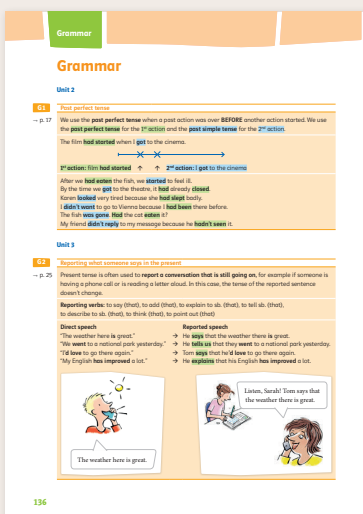 Grammar
Grammar
Unit 2
G1 Past perfect tense
→ p. 17
We use the past perfect tense when a past action was over BEFORE another action started. We use
the past perfect tense for the 1st action and the past simple tense for the 2nd action.
The film had started when I got to the cinema.
1st action: film had started ↑ ↑ 2nd action: I got to the cinema
After we had eaten the fish, we started to feel ill.
By the time we got to the theatre, it had already closed.
Karen looked very tired because she had slept badly.
I didn't want to go to Vienna because I had been there before.
The fish was gone. Had the cat eaten it?
My friend didn't reply to my message because he hadn't seen it.
Unit 3
G2 Reporting what someone says in the present
→ p. 25
Present tense is often used to report a conversation that is still going on, for example if someone is
having a phone call or is reading a letter aloud. In this case, the tense of the reported sentence
doesn't change.
Reporting verbs: to say (that), to add (that), to explain to sb. (that), to tell sb. (that),
to describe to sb. (that), to think (that), to point out (that)
Direct speech Reported speech
"The weather here is great." → He says that the weather there is great.
"We went to a national park yesterday." → He tells us that they went to a national park yesterday.
"I'd love to go there again." → Tom says that he'd love to go there again.
"My English has improved a lot." → He explains that his English has improved a lot.
Listen, Sarah! Tom says that
the weather there is great.
The weather here is great.
136